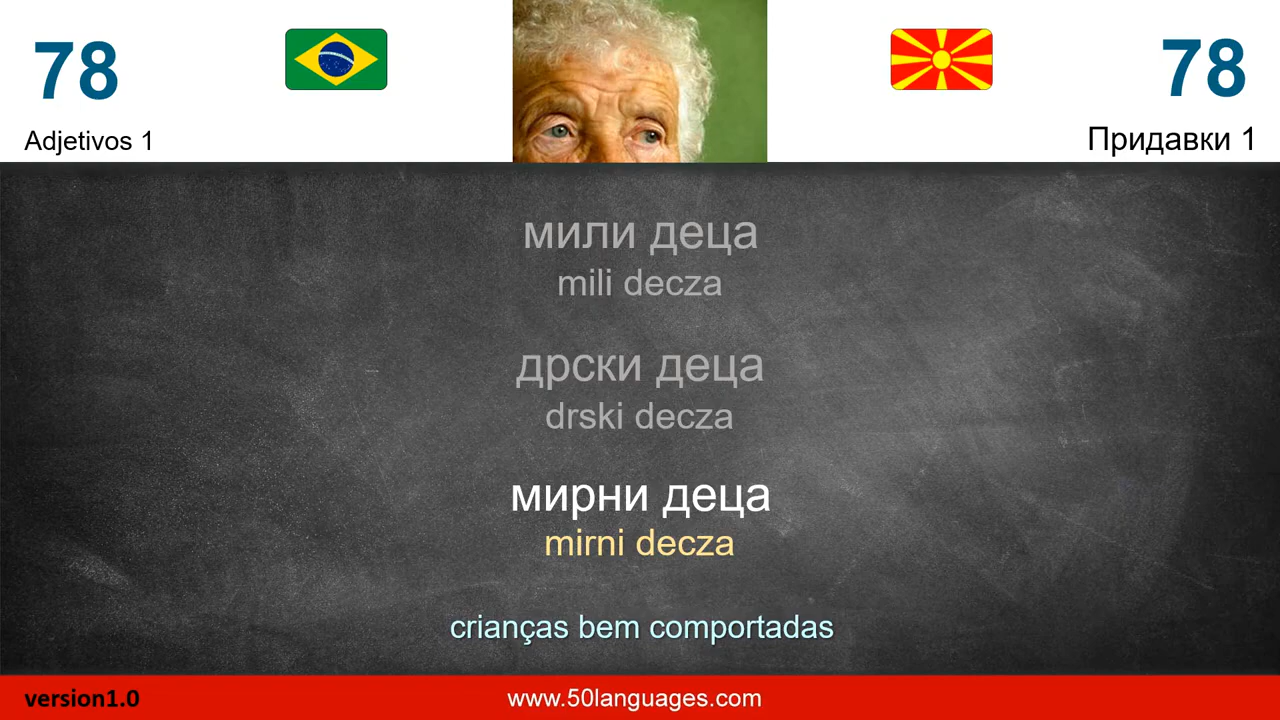 78
78
Adjetivos 1
Придавки 1
мили деца
mili decza
дрски деца
drski decza
мирни деца
mirni decza
crianças bem comportadas
version1.0
www.50languages.com